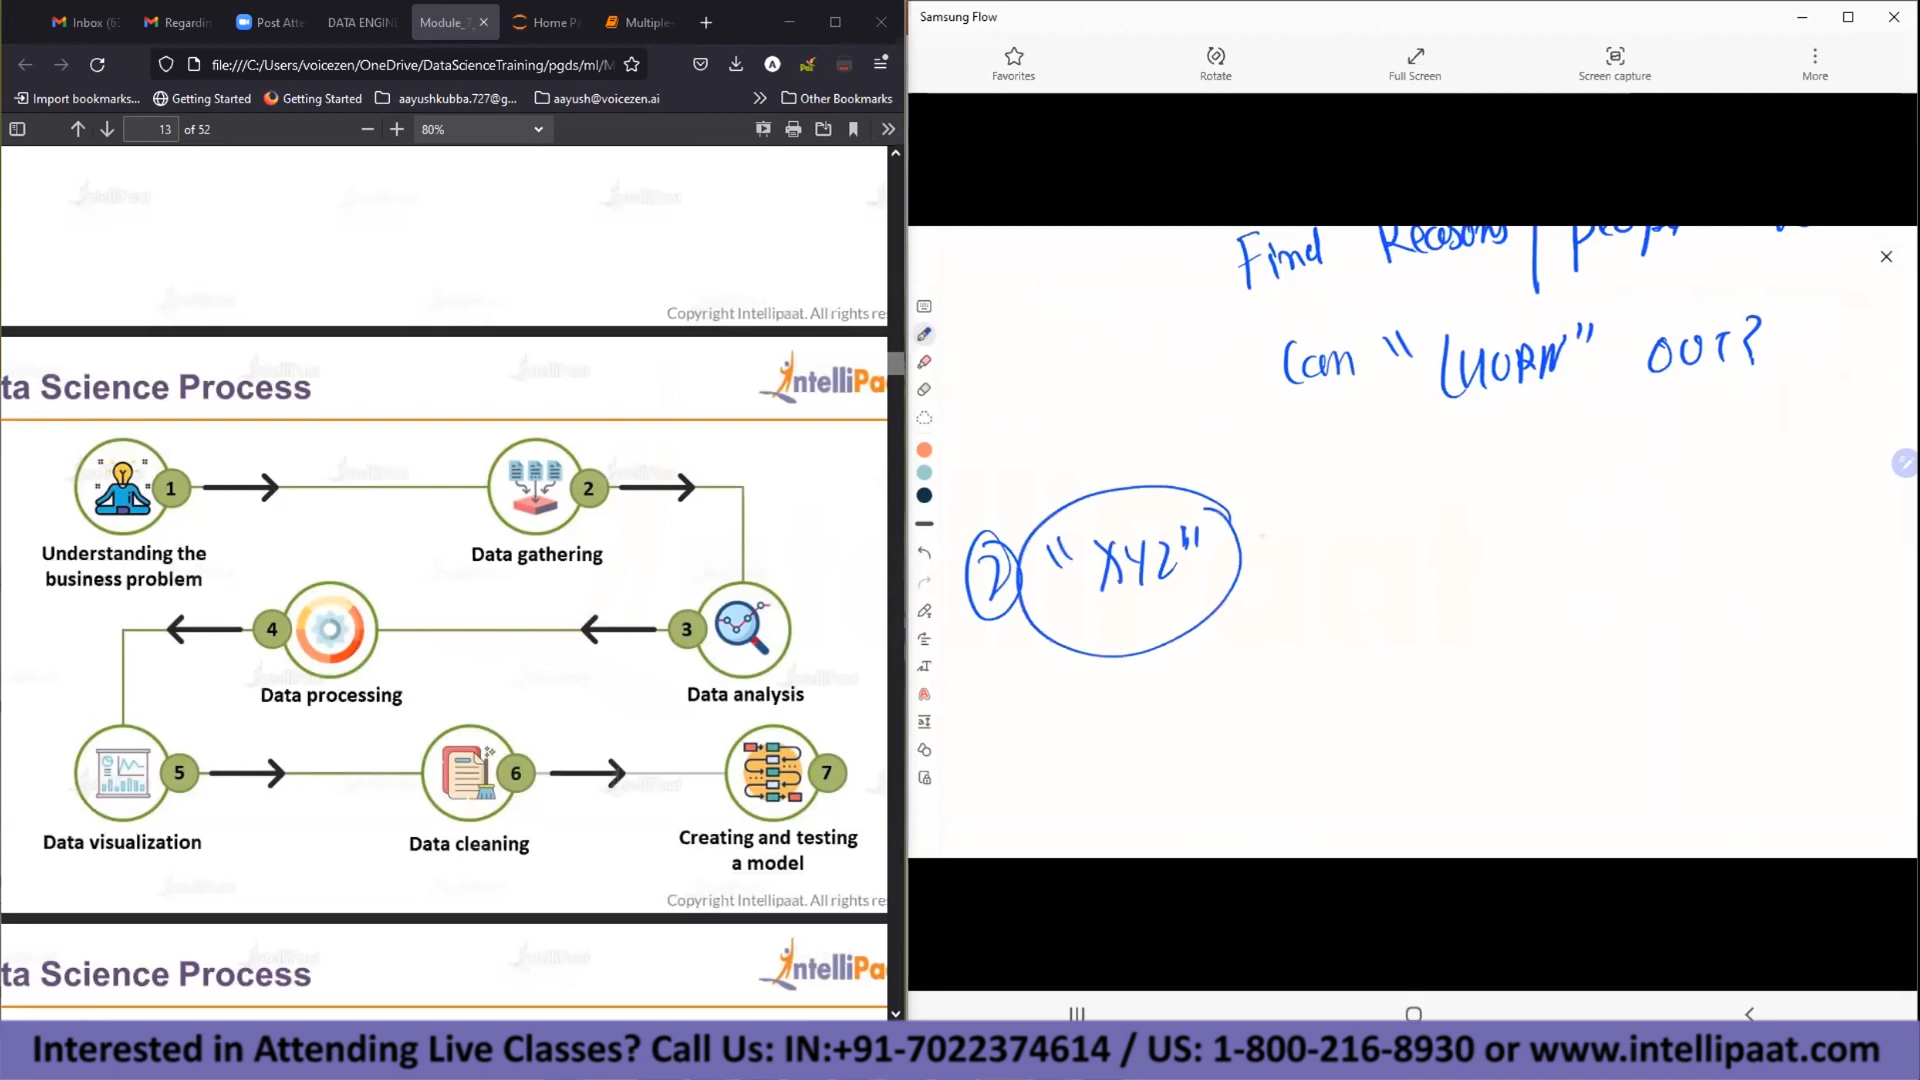 Inbox (6
Regardin
Post Atte
DATA ENGINE
Module_7
Home P
Multiple-
file:///C:/Users/voicezen/OneDrive/DataScienceTraining/pgds/ml/M
Import bookmarks...
Getting Started
Getting Started
aayushkubba.727@g...
aayush@voicezen.ai
Other Bookmarks
13 of 52
80%
Copyright Intellipaat. All rights re
ta Science Process
IntelliPa
1
2
Understanding the
business problem
Data gathering
4
3
Data processing
Data analysis
5
6
7
Data visualization
Data cleaning
Creating and testing
a model
Copyright Intellipaat. All rights re
ta Science Process
IntelliPa
Samsung Flow
Favorites
Rotate
Full Screen
Screen capture
More
Find Reasons
Can " " OUT?
2 "XYZ"
Interested in Attending Live Classes? Call Us: IN:+91-7022374614 / US: 1-800-216-8930 or www.intellipaat.com